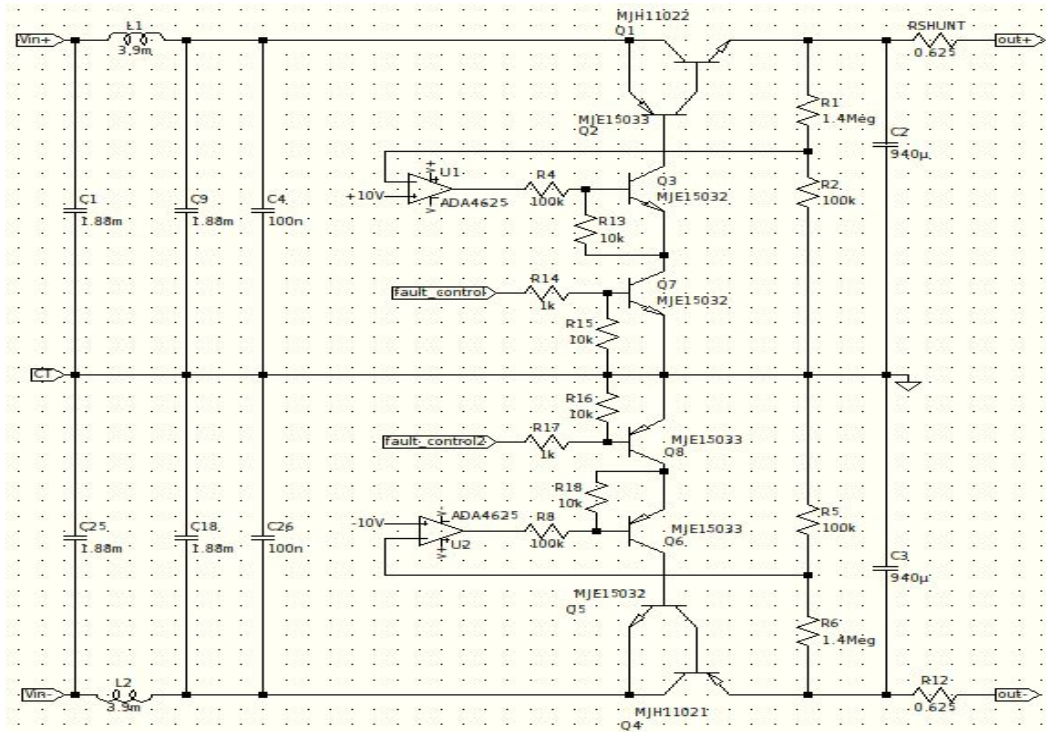 MJH11022
L1
Q1
RSHUNT
Vin+
out+
3.9m
0.625
R1
1.4Meg
MJE15033
Q2
C2
940µ
U1
+10V
ADA4625
R4
100k
Q3
MJE15032
R2
100k
C1
1.88m
C9
1.88m
C4
100n
R13
10k
R14
fault_control
1k
Q7
MJE15032
R15
10k
CT
R16
10k
R17
fault_control2
1k
MJE15033
Q8
R18
10k
-10V
ADA4625
U2
R8
100k
MJE15033
Q6
R5
100k
C25
1.88m
C18
1.88m
C26
100n
C3
940µ
MJE15032
Q5
R6
1.4Meg
L2
Vin-
3.9m
R12
out-
0.625
MJH11021
Q4